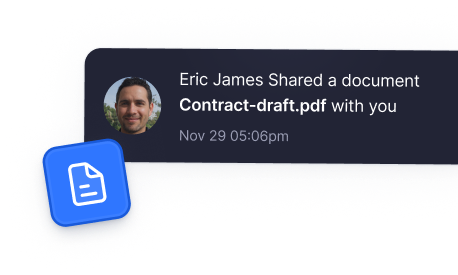 Eric James Shared a document
Contract-draft.pdf with you
Nov 29 05:06pm